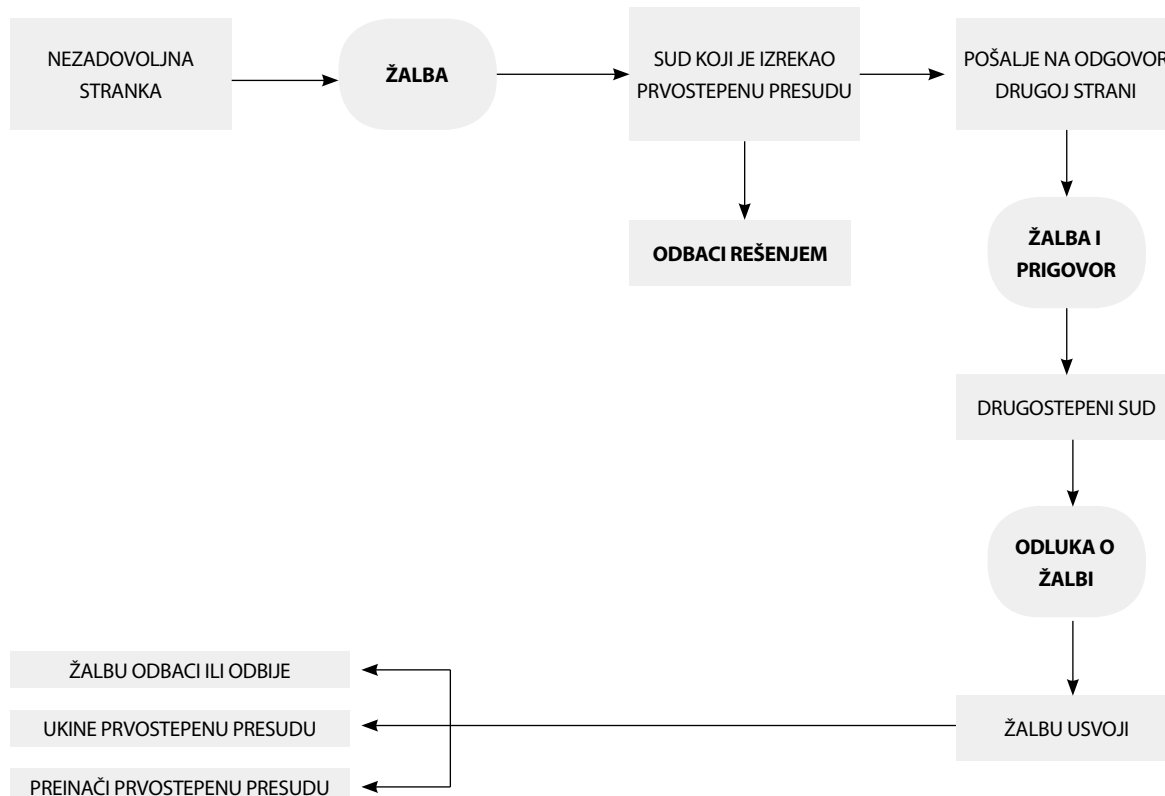 NEZADOVOLJNA
STRANKA
ŽALBA
SUD KOJI JE IZREKAO
PRVOSTEPENU PRESUDU
POŠALJE NA ODGOVOR
DRUGOJ STRANI
ODBACI REŠENJEM
ŽALBA I
PRIGOVOR
DRUGOSTEPENI SUD
ODLUKA O
ŽALBI
ŽALBU USVOJI
ŽALBU ODBACI ILI ODBIJE
UKINE PRVOSTEPENU PRESUDU
PREINAČI PRVOSTEPENU PRESUDU